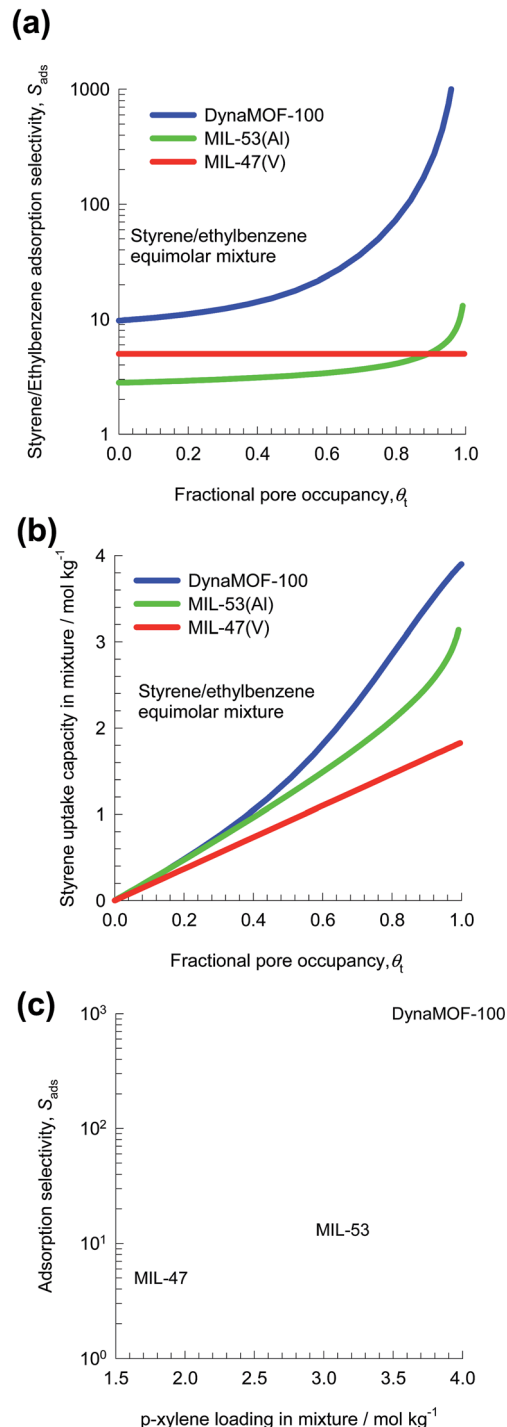 (a)
Styrene/Ethylbenzene adsorption selectivity, Sads
1000
100
10
1
DynaMOF-100
MIL-53(Al)
MIL-47(V)
Styrene/ethylbenzene
equimolar mixture
0.0 0.2 0.4 0.6 0.8 1.0
Fractional pore occupancy,θt
(b)
Styrene uptake capacity in mixture / mol kg-1
4
3
2
1
0
DynaMOF-100
MIL-53(Al)
MIL-47(V)
Styrene/ethylbenzene
equimolar mixture
0.0 0.2 0.4 0.6 0.8 1.0
Fractional pore occupancy,θt
(c)
Adsorption selectivity, Sads
10³
10²
10¹
10⁰
DynaMOF-100
MIL-53
MIL-47
1.5 2.0 2.5 3.0 3.5 4.0
p-xylene loading in mixture / mol kg-1